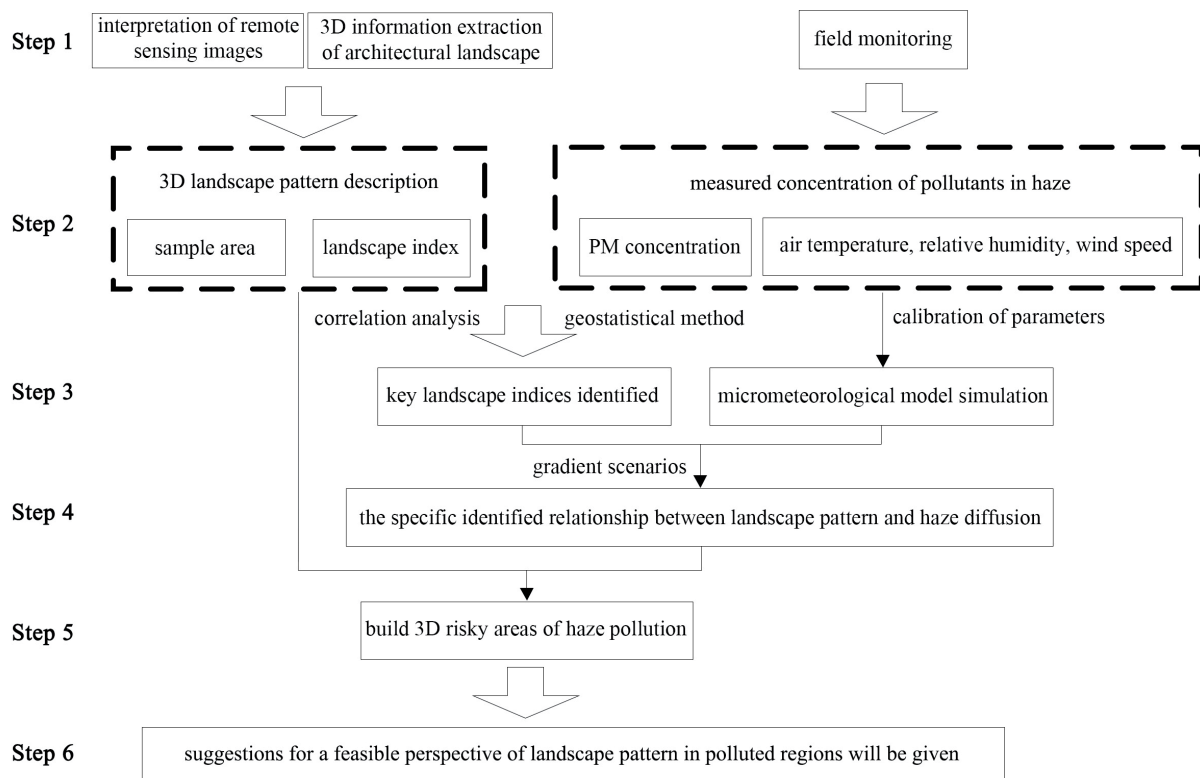 Step 1
interpretation of remote
sensing images
3D information extraction
of architectural landscape
field monitoring
Step 2
3D landscape pattern description
sample area
landscape index
measured concentration of pollutants in haze
PM concentration
air temperature, relative humidity, wind speed
correlation analysis
geostatistical method
calibration of parameters
Step 3
key landscape indices identified
micrometeorological model simulation
gradient scenarios
Step 4
the specific identified relationship between landscape pattern and haze diffusion
Step 5
build 3D risky areas of haze pollution
Step 6
suggestions for a feasible perspective of landscape pattern in polluted regions will be given